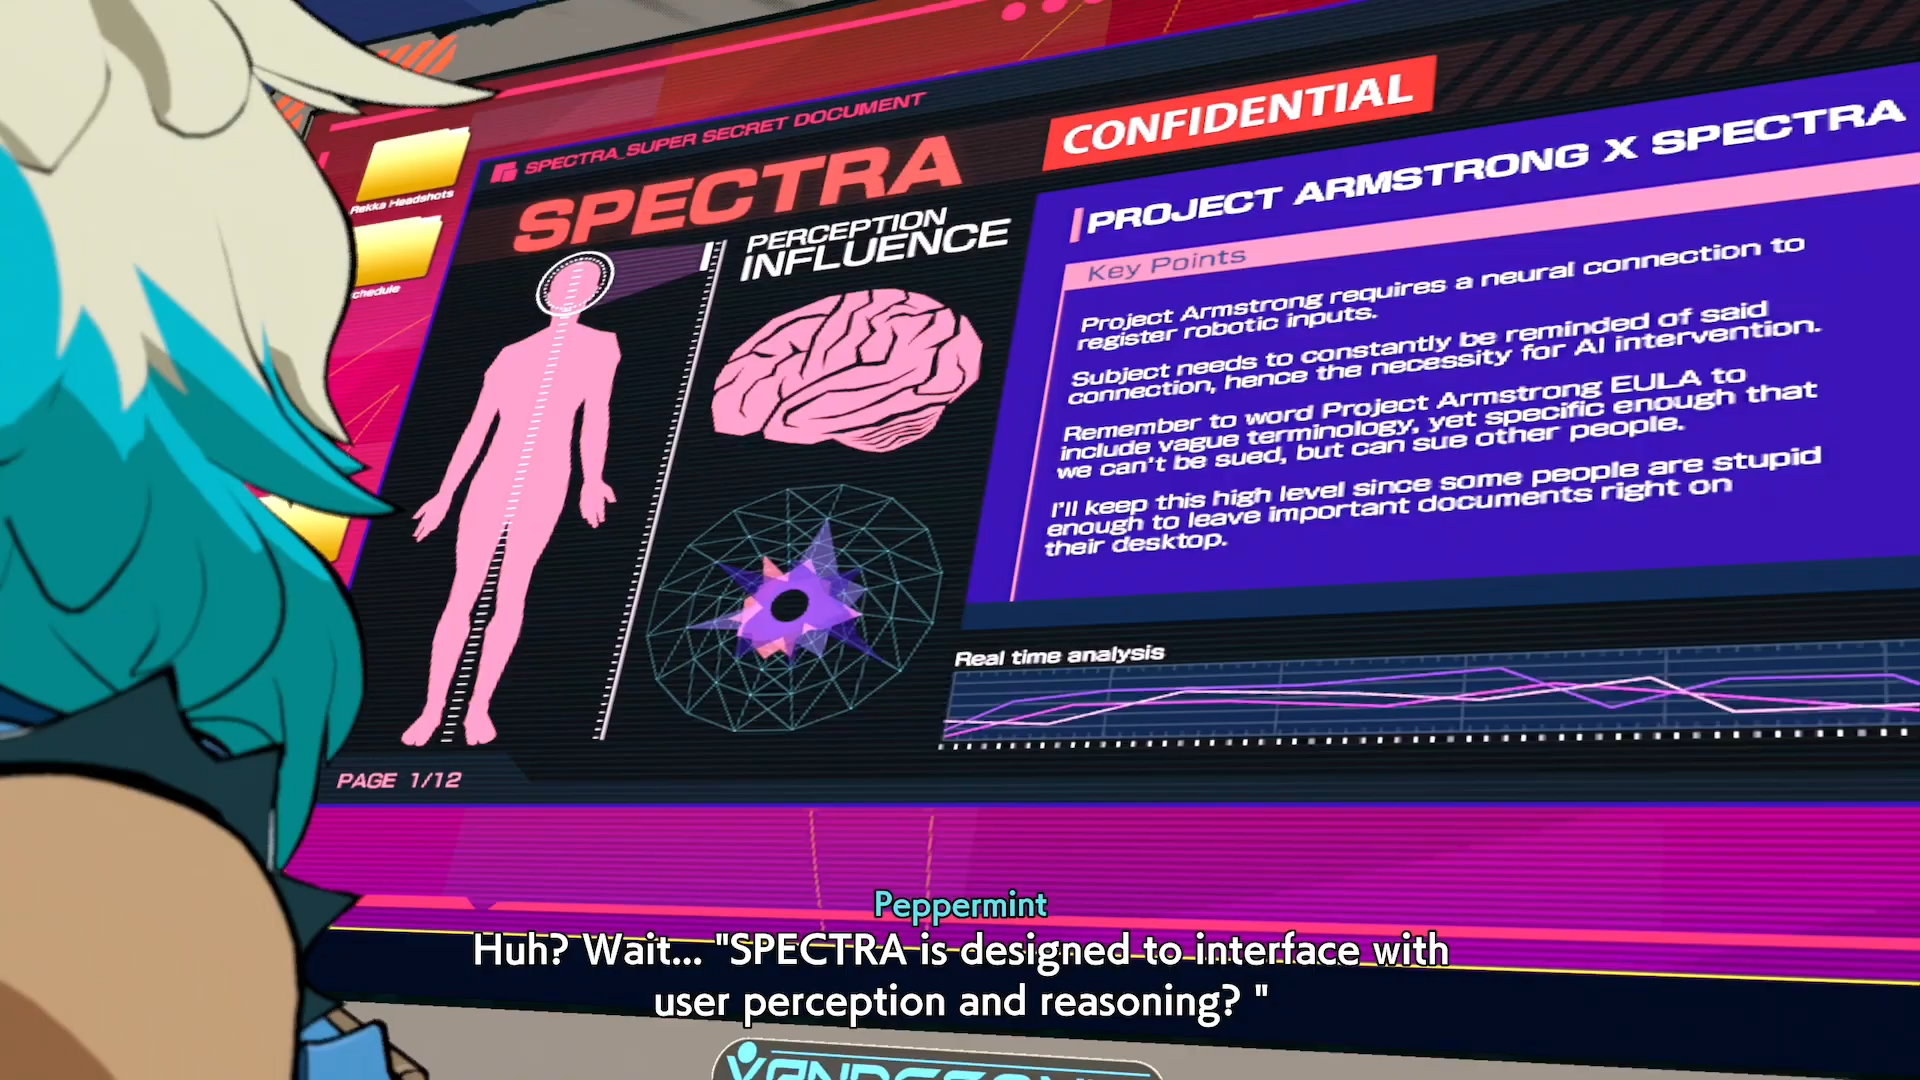 SPECTRA_SUPER SECRET DOCUMENT
CONFIDENTIAL
Rekka Headshots
chedule
SPECTRA
PERCEPTION
INFLUENCE
PROJECT ARMSTRONG X SPECTRA
Key Points
Project Armstrong requires a neural connection to
register robotic inputs.
Subject needs to constantly be reminded of said
connection, hence the necessity for AI intervention.
Remember to word Project Armstrong EULA to
include vague terminology, yet specific enough that
we can't be sued, but can sue other people.
I'll keep this high level since some people are stupid
enough to leave important documents right on
their desktop.
Real time analysis
PAGE 1/12
Peppermint
Huh? Wait... "SPECTRA is designed to interface with
user perception and reasoning? "